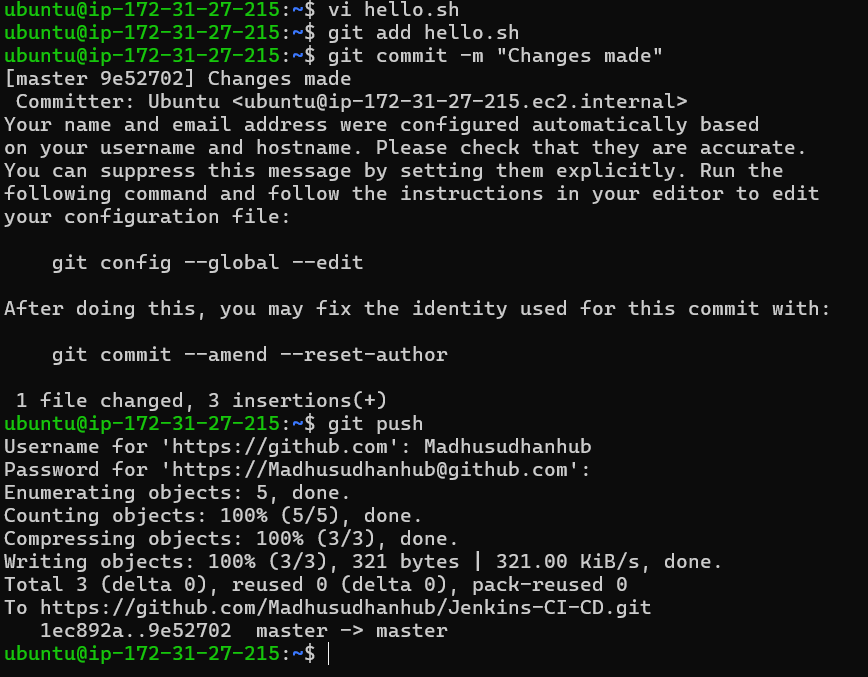 ubuntu@ip-172-31-27-215:~$ vi hello.sh
ubuntu@ip-172-31-27-215:~$ git add hello.sh
ubuntu@ip-172-31-27-215:~$ git commit -m "Changes made"
[master 9e52702] Changes made
 Committer: Ubuntu <ubuntu@ip-172-31-27-215.ec2.internal>
Your name and email address were configured automatically based
on your username and hostname. Please check that they are accurate.
You can suppress this message by setting them explicitly. Run the
following command and follow the instructions in your editor to edit
your configuration file:

    git config --global --edit

After doing this, you may fix the identity used for this commit with:

    git commit --amend --reset-author

 1 file changed, 3 insertions(+)
ubuntu@ip-172-31-27-215:~$ git push
Username for 'https://github.com': Madhusudhanhub
Password for 'https://Madhusudhanhub@github.com':
Enumerating objects: 5, done.
Counting objects: 100% (5/5), done.
Compressing objects: 100% (3/3), done.
Writing objects: 100% (3/3), 321 bytes | 321.00 KiB/s, done.
Total 3 (delta 0), reused 0 (delta 0), pack-reused 0
To https://github.com/Madhusudhanhub/Jenkins-CI-CD.git
   1ec892a..9e52702  master -> master
ubuntu@ip-172-31-27-215:~$